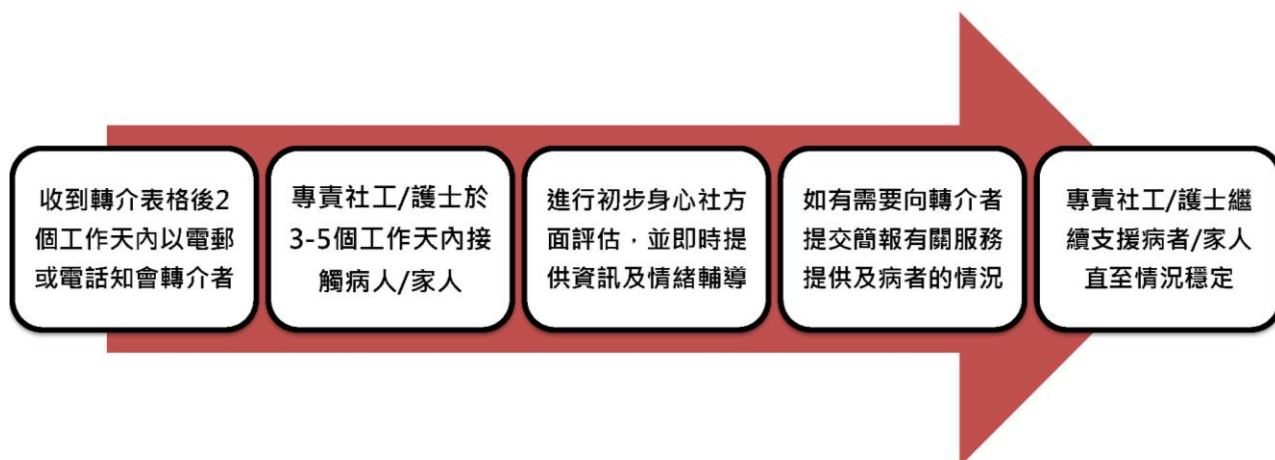 收到轉介表格後2
個工作天內以電郵
或電話知會轉介者
專責社工/護士於
3-5個工作天內接
觸病人/家人
進行初步身心社方
面評估，並即時提
供資訊及情緒輔導
如有需要向轉介者
提交簡報有關服務
提供及病者的情況
專責社工/護士繼
續支援病者/家人
直至情況穩定